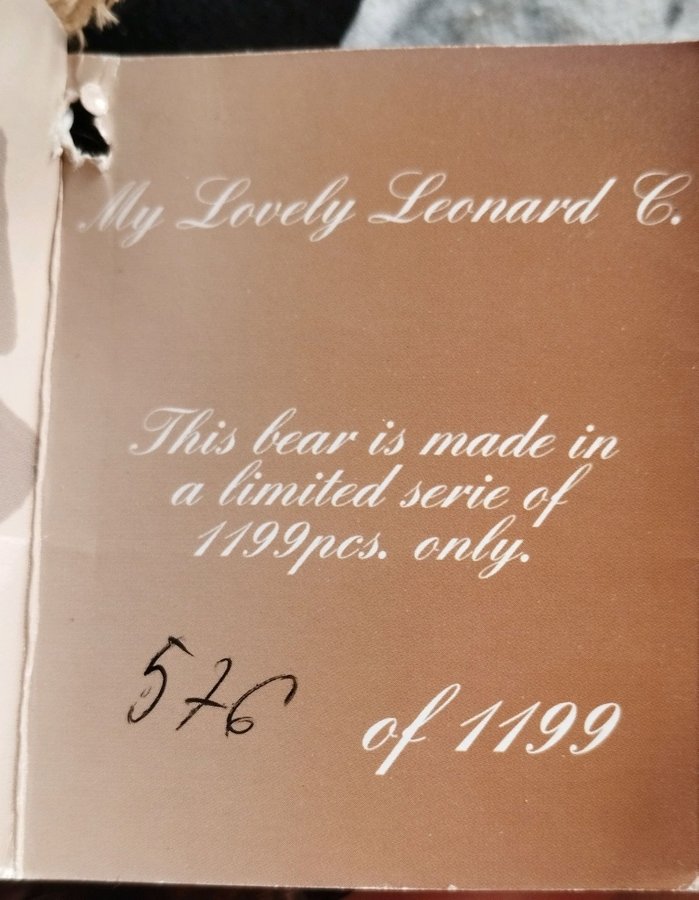 My Lovely Leonard C.
This bear is made in
a limited serie of
1199pcs. only.
576 of 1199